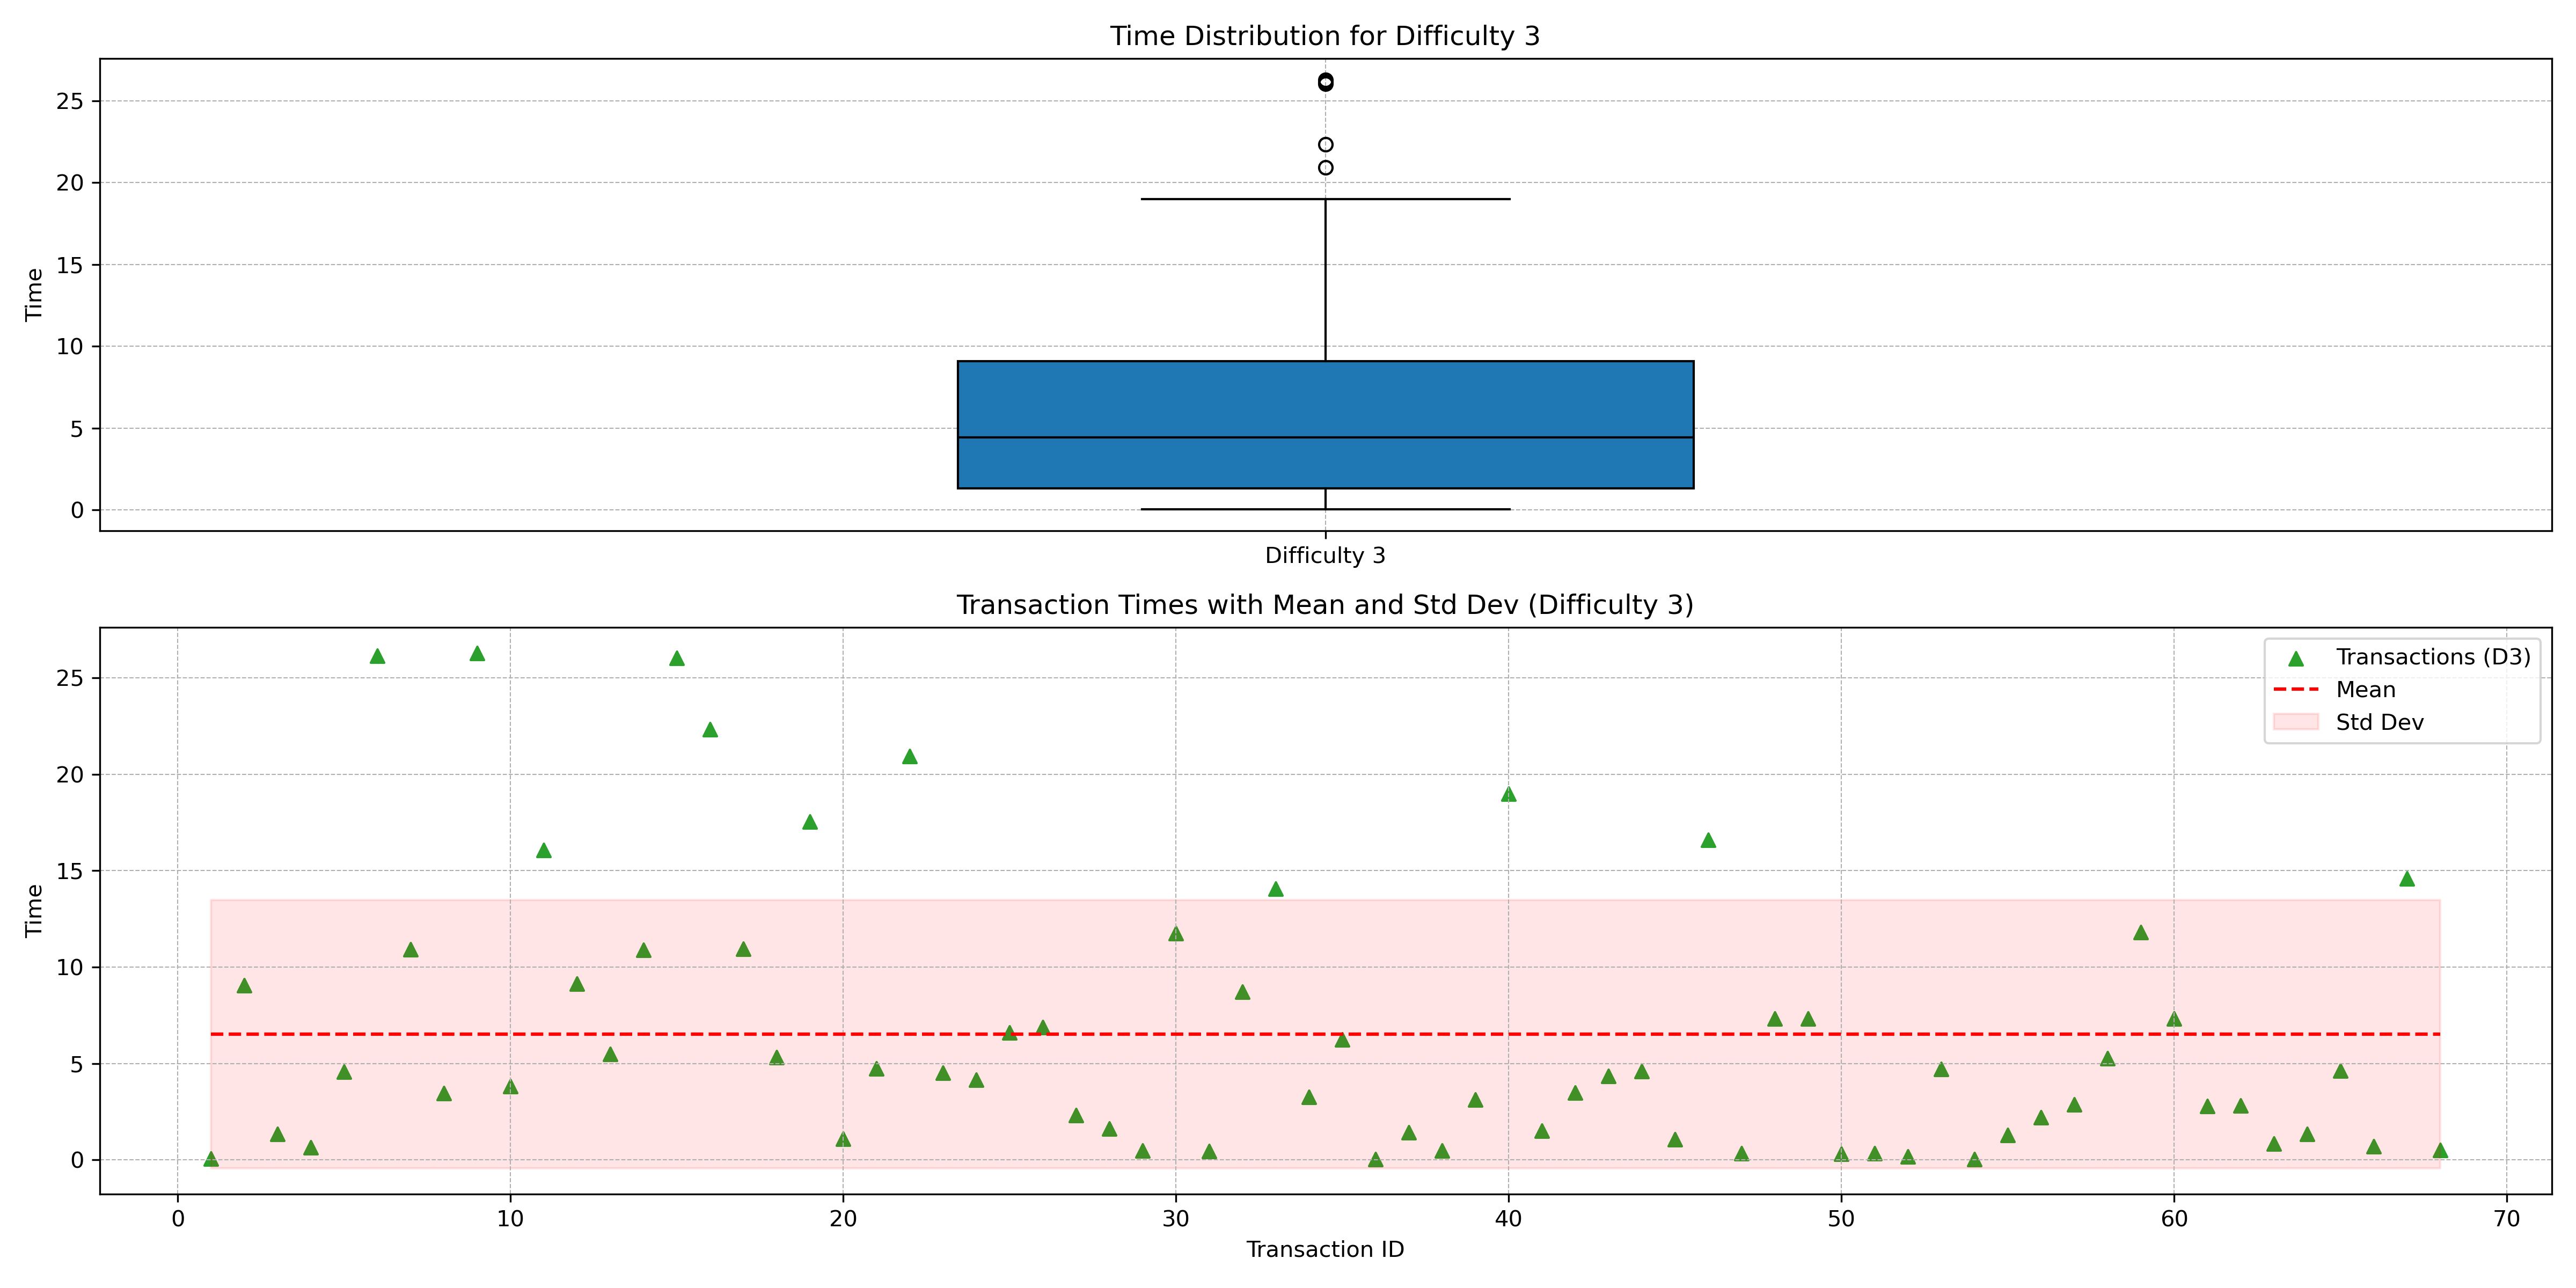 Time Distribution for Difficulty 3
25
20
15
10
5
0
Time
Difficulty 3
Transaction Times with Mean and Std Dev (Difficulty 3)
Transactions (D3)
Mean
Std Dev
25
20
15
10
5
0
Time
0 10 20 30 40 50 60 70
Transaction ID